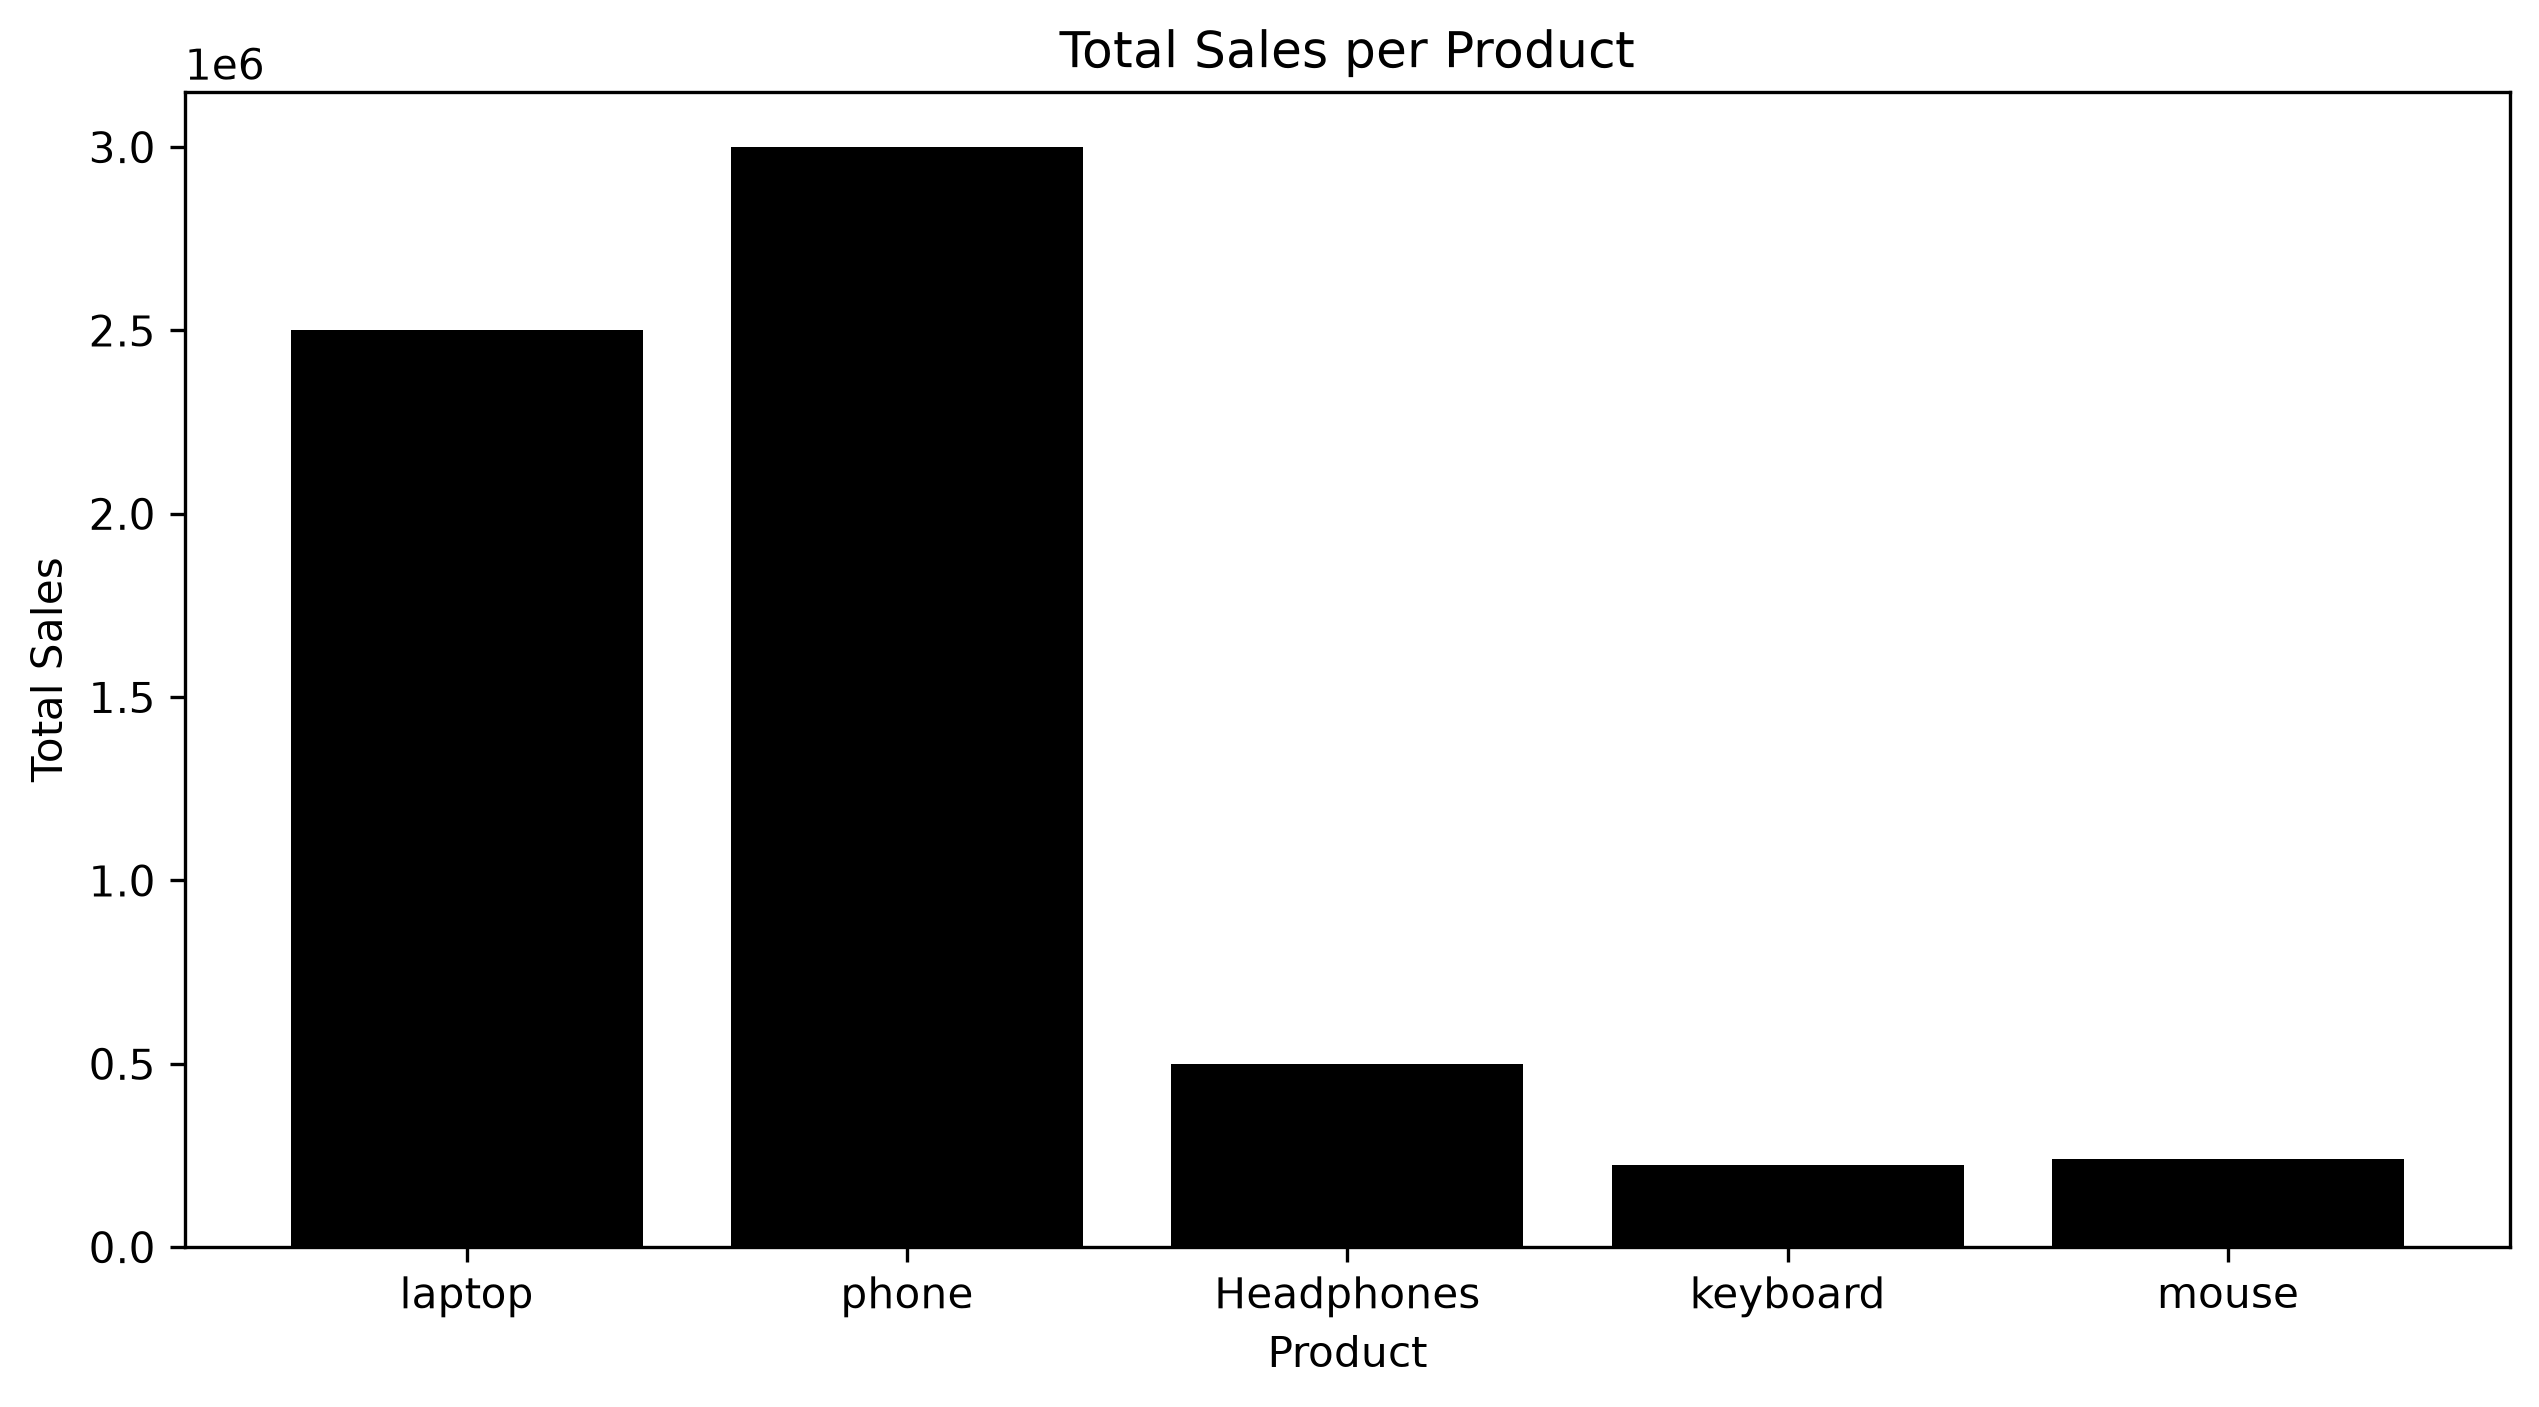 Total Sales per Product
1e6
3.0
2.5
2.0
1.5
1.0
0.5
0.0
Total Sales
laptop phone Headphones keyboard mouse
Product